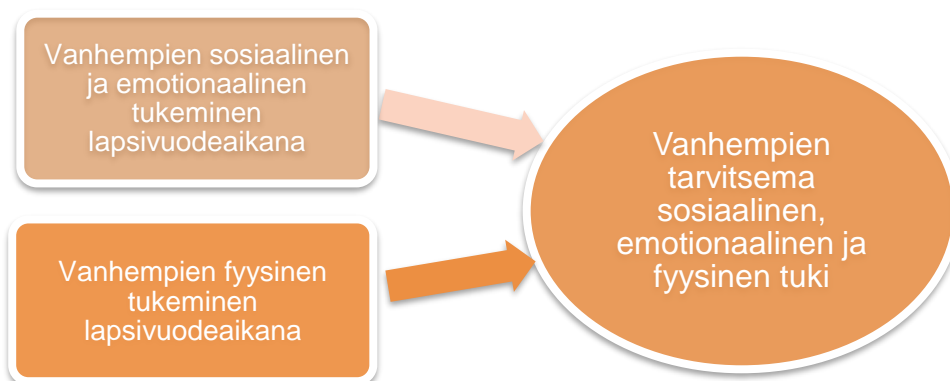 Vanhempien sosiaalinen
ja emotionaalinen
tukeminen
lapsivuodeaikana
Vanhempien fyysinen
tukeminen
lapsivuodeaikana
Vanhempien
tarvitsema
sosiaalinen,
emotionaalinen ja
fyysinen tuki